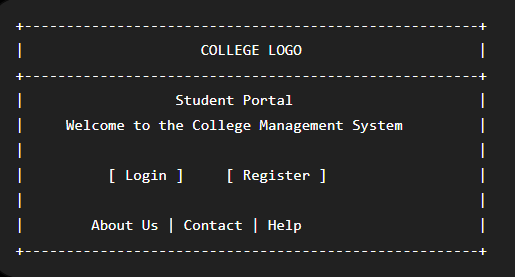 COLLEGE LOGO
Student Portal
Welcome to the College Management System
[ Login ] [ Register ]
About Us | Contact | Help